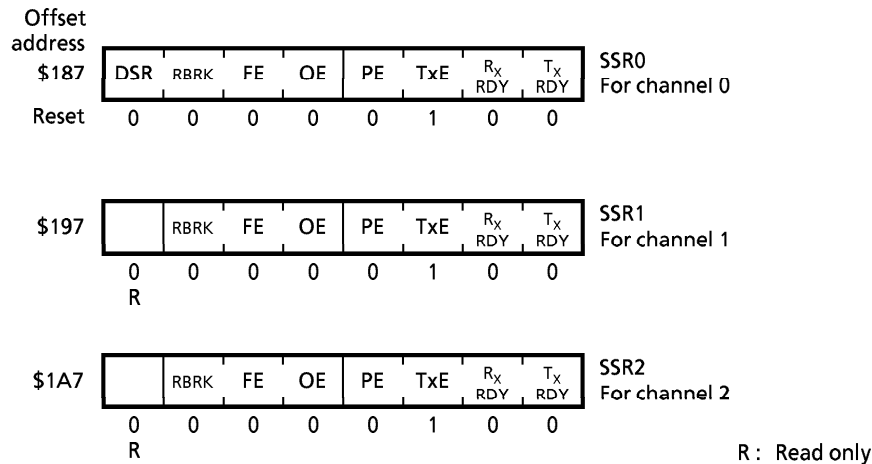 Offset
address
$187 DSR RBRK FE OE PE TxE RX RDY TX RDY SSR0
For channel 0
Reset 0 0 0 0 0 1 0 0
$197 RBRK FE OE PE TxE RX RDY TX RDY SSR1
For channel 1
0 0 0 0 0 1 0 0
R
$1A7 RBRK FE OE PE TxE RX RDY TX RDY SSR2
For channel 2
0 0 0 0 0 1 0 0
R
R : Read only